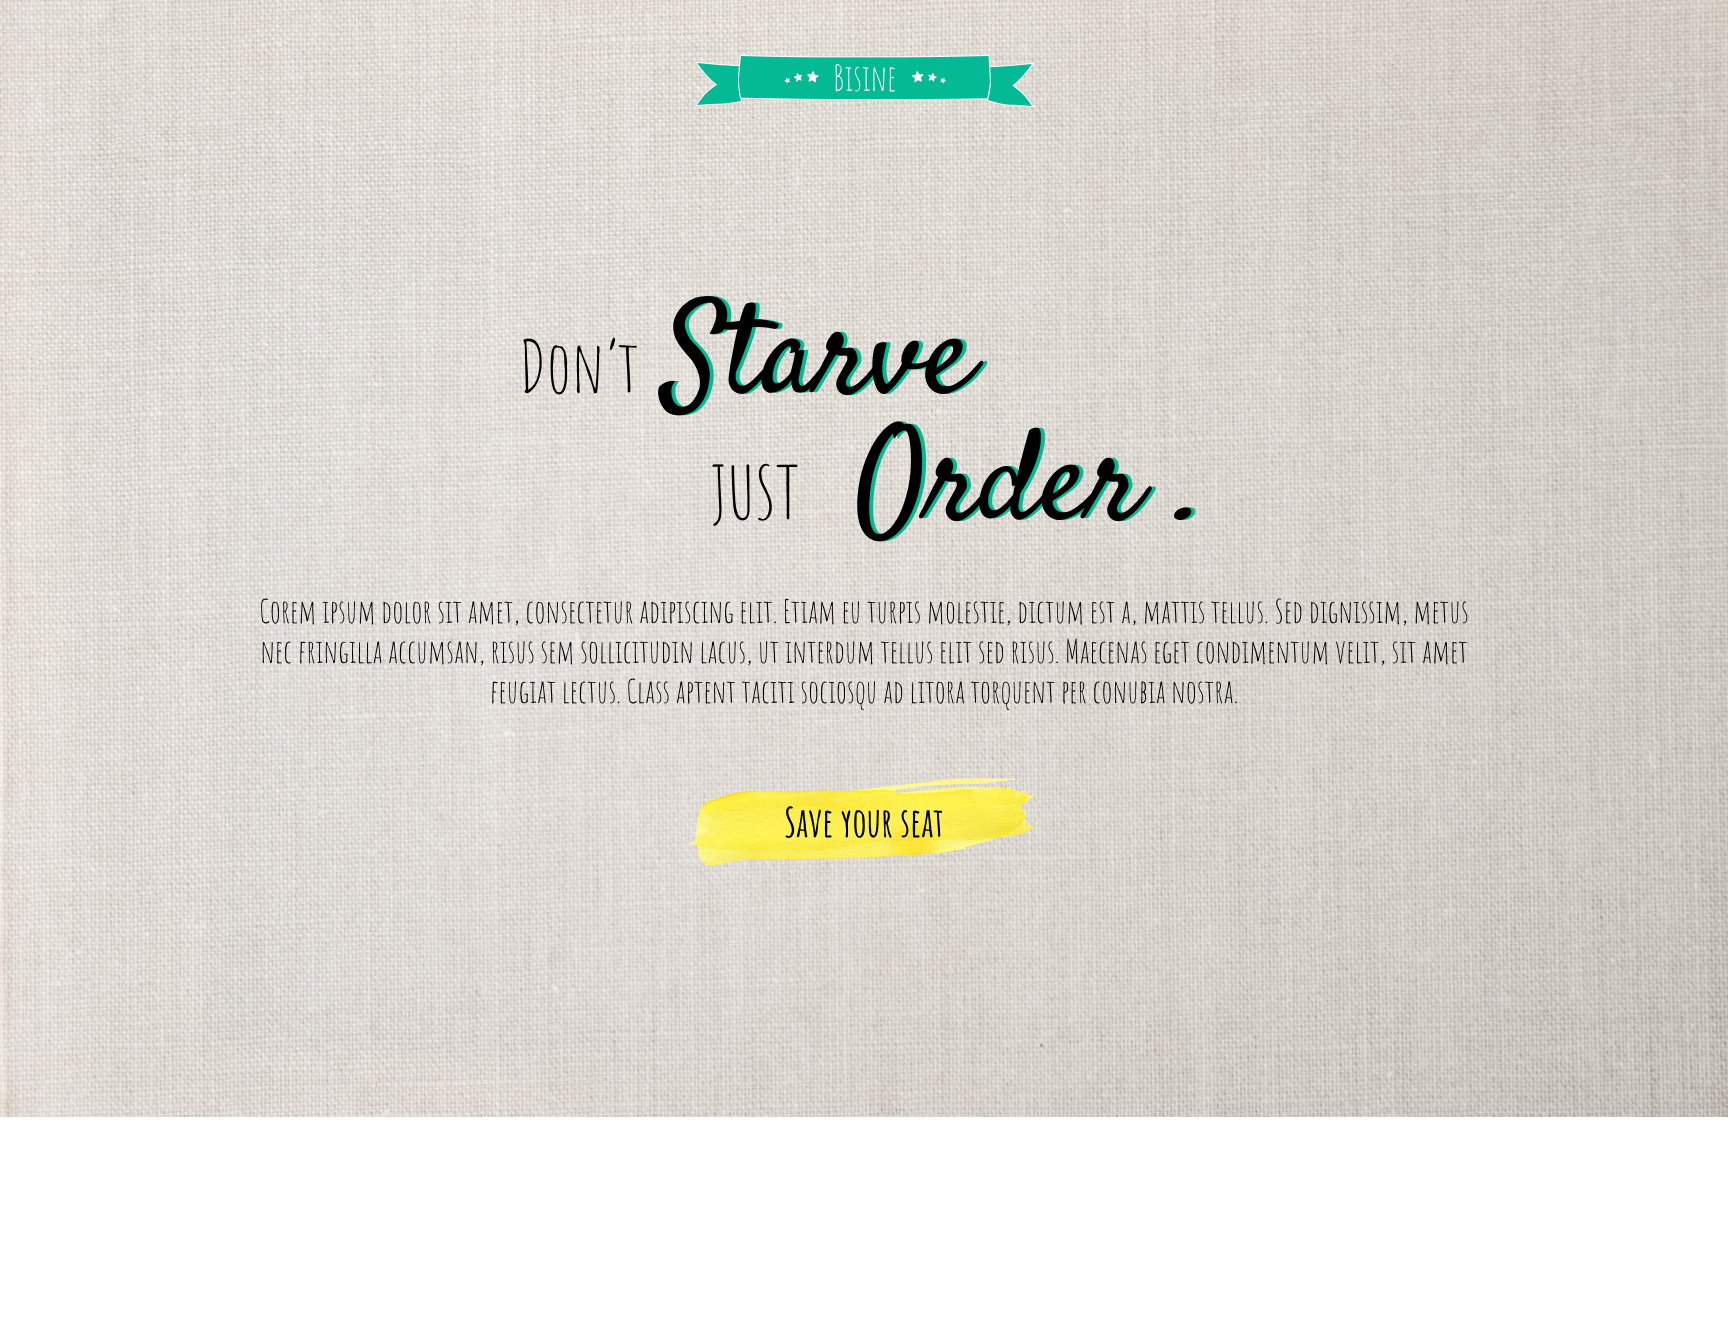 Bisine
Don't Starve
just Order.
Corem ipsum dolor sit amet, consectetur adipiscing elit. Etiam eu turpis molestie, dictum est a, mattis tellus. Sed dignissim, metus
nec fringilla accumsan, risus sem sollicitudin lacus, ut interdum tellus elit sed risus. Maecenas eget condimentum velit, sit amet
feugiat lectus. Class aptent taciti sociosqu ad litora torquent per conubia nostra.
Save your seat